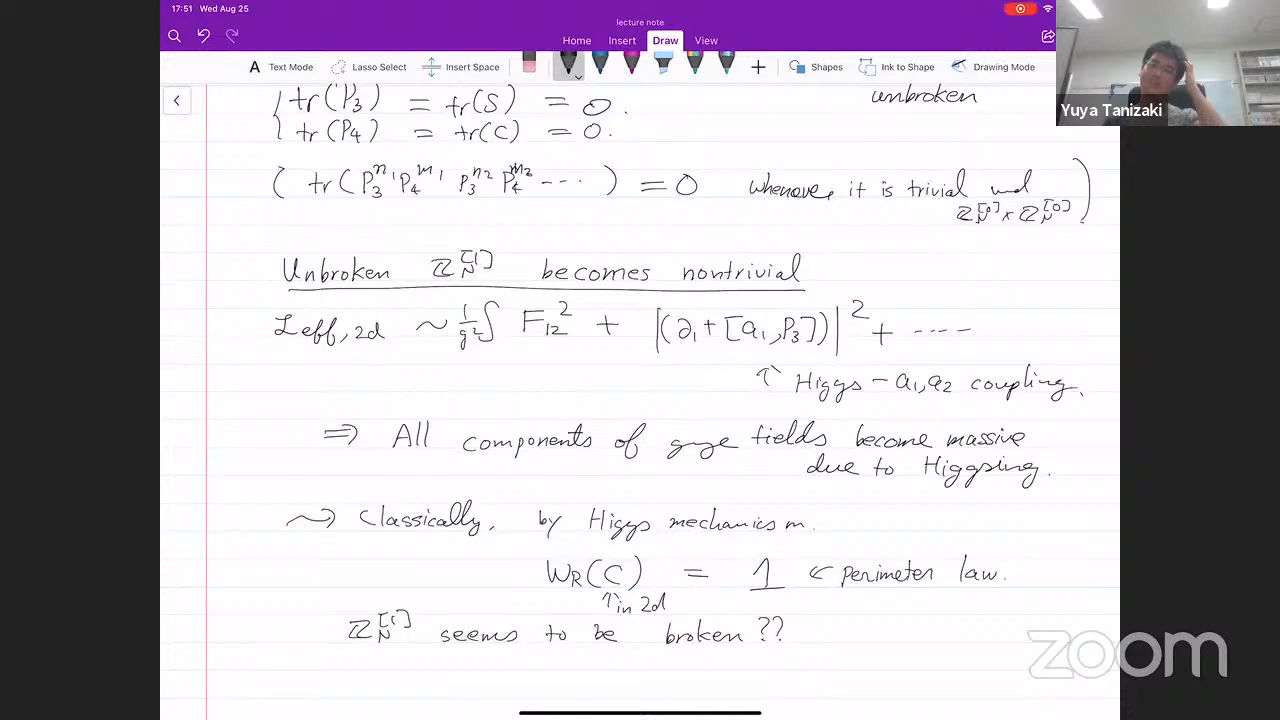 17:51 Wed Aug 25
lecture note
Home Insert Draw View
A Text Mode Lasso Select Insert Space Shapes Ink to Shape Drawing Mode
Yuya Tanizaki
tr(P₃) = tr(S) = 0. unbroken
tr(P₄) = tr(C) = 0.
( tr(P₃^{n₁} P₄^{m₁} P₃^{n₂} P₄^{m₂} ⋯ ) = 0 whenever it is trivial und Z_N^{[0]} × Z_N^{[0]} )
Unbroken Z_N^{[1]} becomes nontrivial
L_{eff, 2d} ~ 1/g² ∫ F₁₂² + |(∂₁ + [a₁, P₃])|² + ----
↑ Higgs - a₁, a₂ coupling.
⇒ All components of gauge fields become massive
due to Higgsing.
⇝ Classically, by Higgs mechanics m.
W_R(C) = 1 ← perimeter law.
↑ in 2d
Z_N^{[1]} seems to be broken ??
zoom